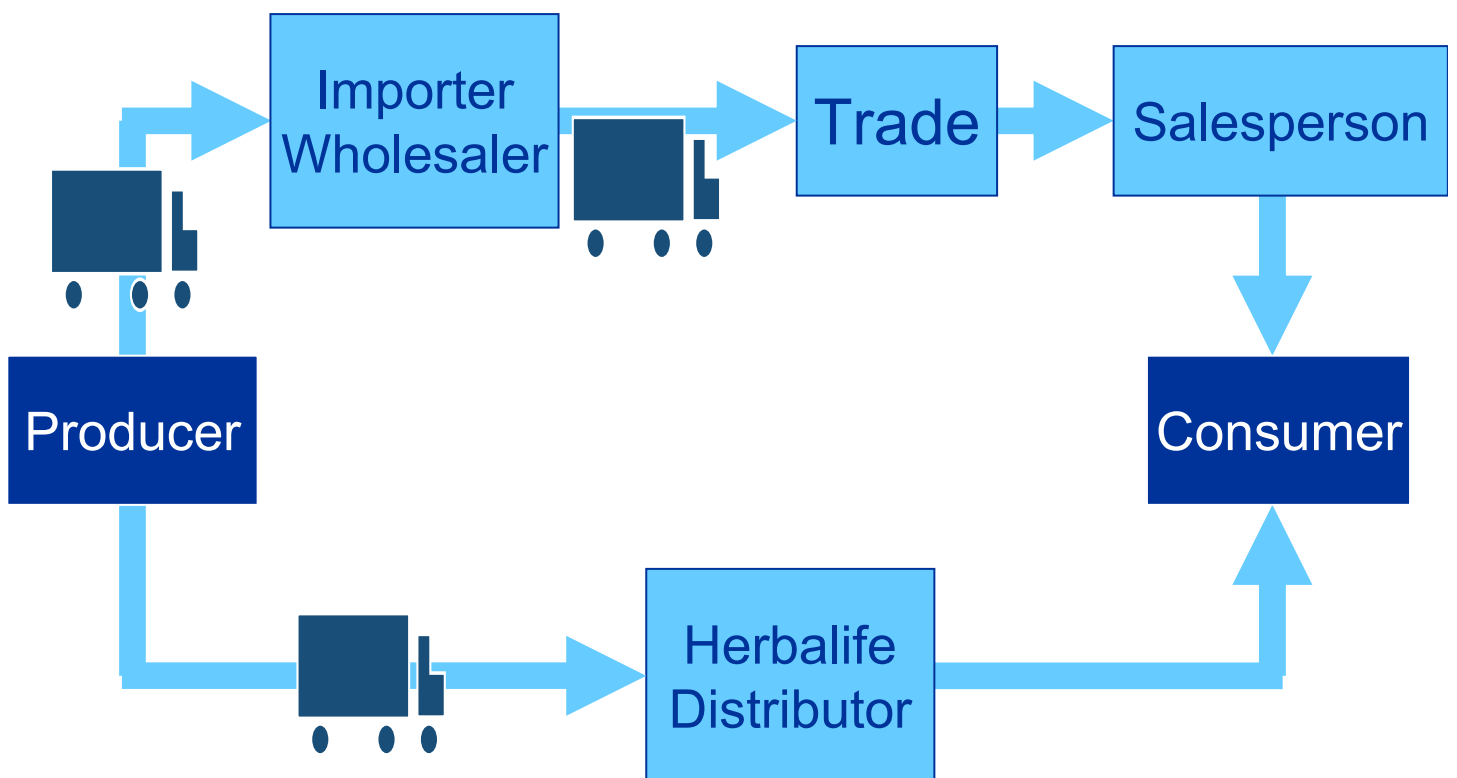 Importer
Wholesaler
Trade
Salesperson
Producer
Consumer
Herbalife
Distributor